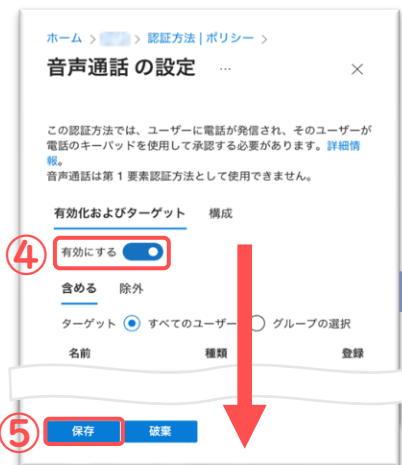 ホーム > > 認証方法 | ポリシー >
音声通話 の設定 … ×
この認証方法では、ユーザーに電話が発信され、そのユーザーが
電話のキーパッドを使用して承認する必要があります。詳細情
報。
音声通話は第 1 要素認証方法として使用できません。
有効化およびターゲット 構成
④ 有効にする
含める 除外
ターゲット すべてのユーザー グループの選択
名前 種類 登録
⑤ 保存 破棄